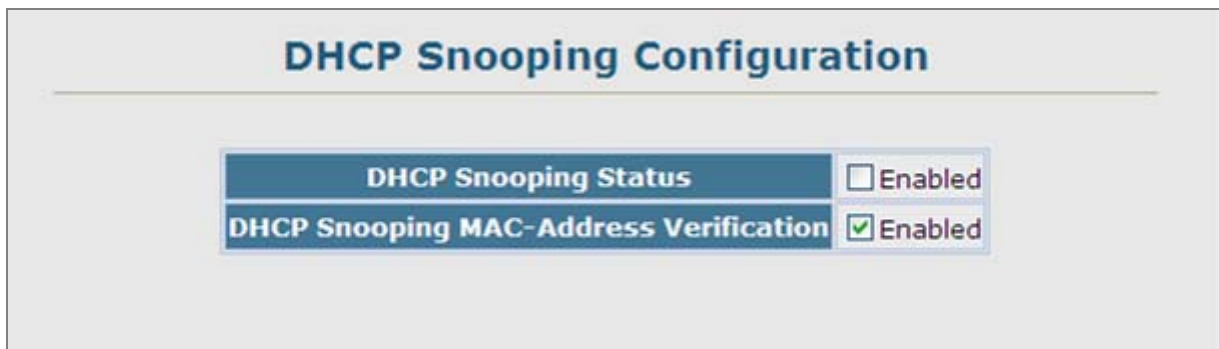 DHCP Snooping Configuration
DHCP Snooping Status Enabled
DHCP Snooping MAC-Address Verification Enabled